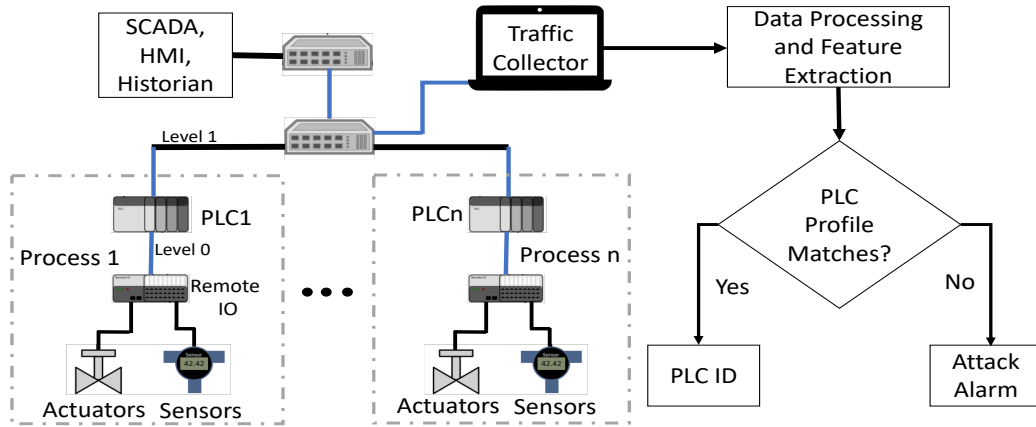 SCADA,
HMI,
Historian
Traffic
Collector
Data Processing
and Feature
Extraction
Level 1
PLC1
Level 0
Process 1
Remote
IO
Sensor
42.42
Actuators
Sensors
PLCn
Process n
Sensor
42.42
Actuators
Sensors
PLC
Profile
Matches?
Yes
No
PLC ID
Attack
Alarm